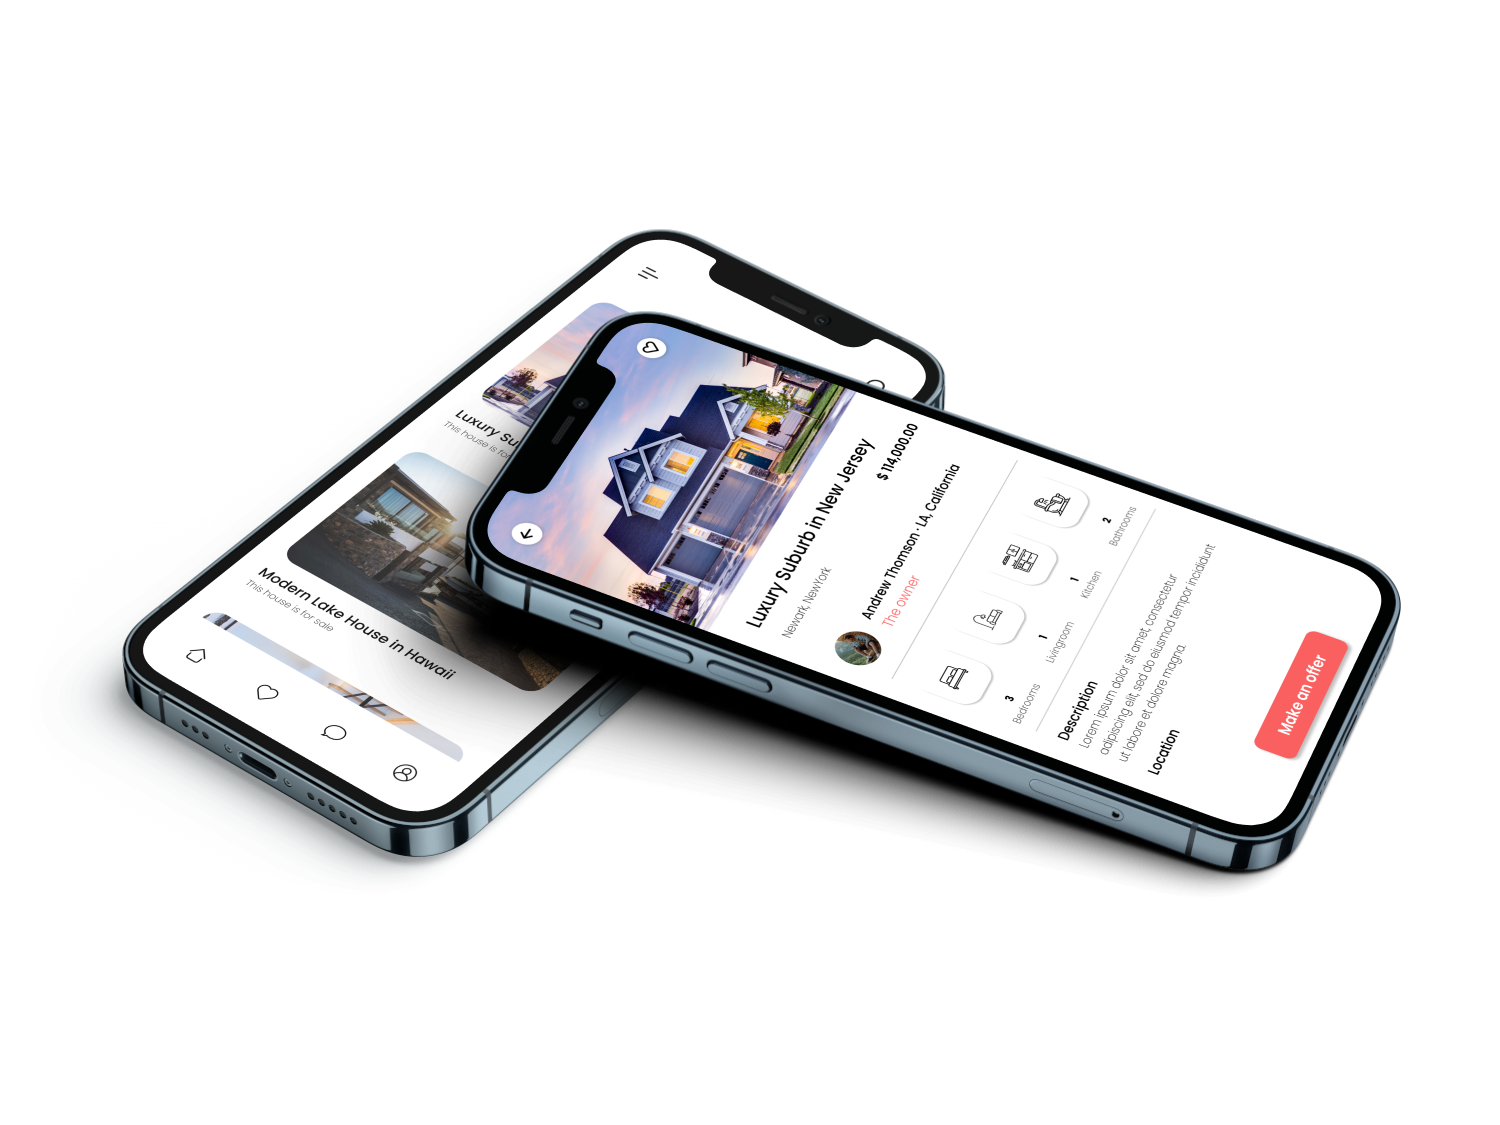 Luxury Su
This house is for
Modern Lake House in Hawaii
This house is for sale
Luxury Suburb in New Jersey
Newark, NewYork
$ 114,000.00
Andrew Thomson · LA, California
The owner
3
Bedrooms
1
Livingroom
1
Kitchen
2
Bathrooms
Description
Lorem ipsum dolor sit amet, consectetur
adipiscing elit, sed do eiusmod tempor incididunt
ut labore et dolore magna.
Location
Make an offer